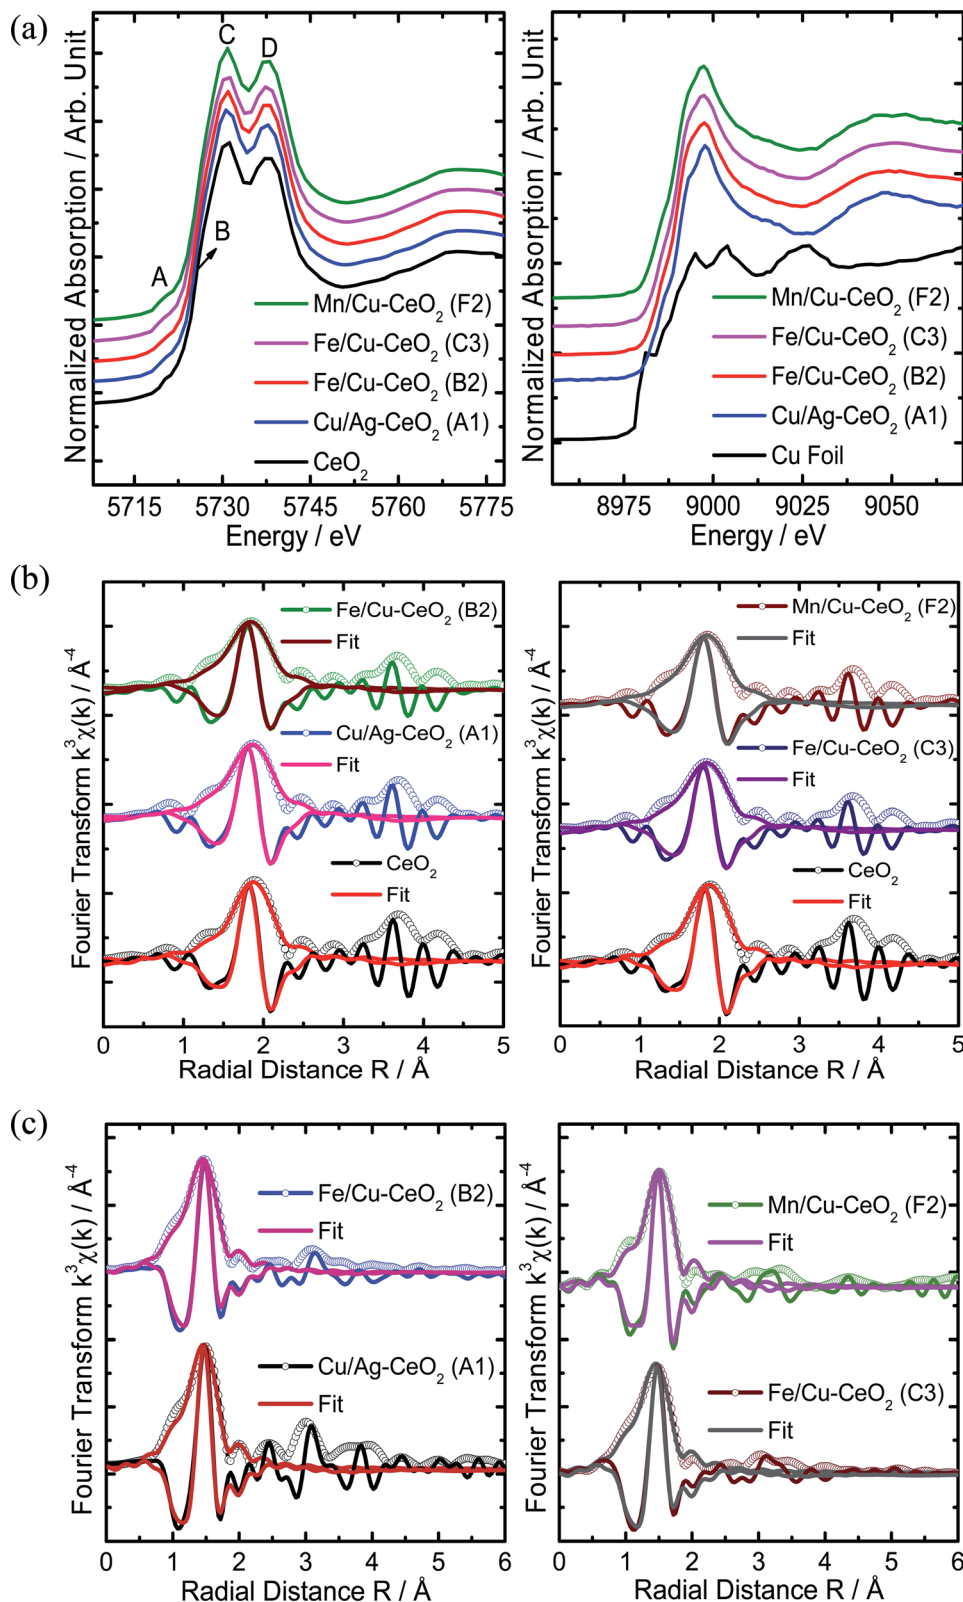 (a)
Normalized Absorption / Arb. Unit
C
D
A
B
Mn/Cu–CeO₂ (F2)
Fe/Cu–CeO₂ (C3)
Fe/Cu–CeO₂ (B2)
Cu/Ag–CeO₂ (A1)
CeO₂
5715 5730 5745 5760 5775
Energy / eV
Normalized Absorption / Arb. Unit
Mn/Cu–CeO₂ (F2)
Fe/Cu–CeO₂ (C3)
Fe/Cu–CeO₂ (B2)
Cu/Ag–CeO₂ (A1)
Cu Foil
8975 9000 9025 9050
Energy / eV
(b)
Fourier Transform k³χ(k) / Å⁻⁴
Fe/Cu–CeO₂ (B2)
Fit
Cu/Ag–CeO₂ (A1)
Fit
CeO₂
Fit
0 1 2 3 4 5
Radial Distance R / Å
Fourier Transform k³χ(k) / Å⁻⁴
Mn/Cu–CeO₂ (F2)
Fit
Fe/Cu–CeO₂ (C3)
Fit
CeO₂
Fit
0 1 2 3 4 5
Radial Distance R / Å
(c)
Fourier Transform k³χ(k) / Å⁻⁴
Fe/Cu–CeO₂ (B2)
Fit
Cu/Ag–CeO₂ (A1)
Fit
0 1 2 3 4 5 6
Radial Distance R / Å
Fourier Transform k³χ(k) / Å⁻⁴
Mn/Cu–CeO₂ (F2)
Fit
Fe/Cu–CeO₂ (C3)
Fit
0 1 2 3 4 5 6
Radial Distance R / Å